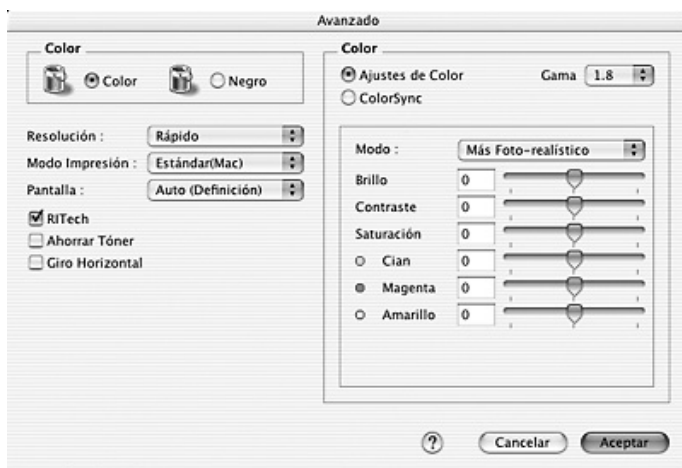 Avanzado
Color
Color
Negro
Resolución : Rápido
Modo Impresión : Estándar(Mac)
Pantalla : Auto (Definición)
RITech
Ahorrar Tóner
Giro Horizontal
Color
Ajustes de Color
Gama 1.8
ColorSync
Modo : Más Foto-realístico
Brillo 0
Contraste 0
Saturación 0
Cian 0
Magenta 0
Amarillo 0
?
Cancelar
Aceptar